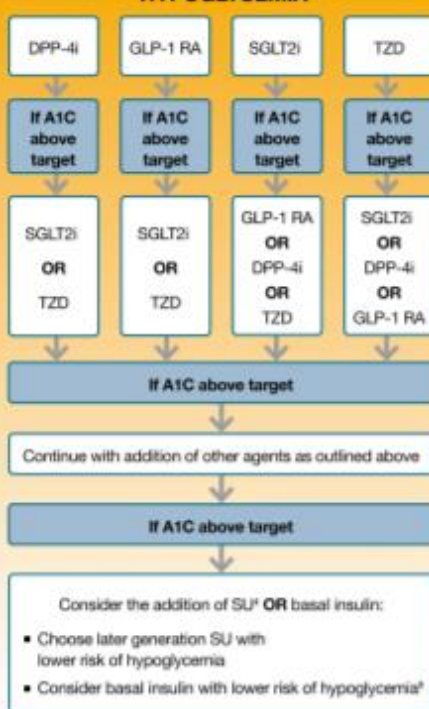 HYPOGLYCEMIA
DPP-4i
GLP-1 RA
SGLT2i
TZD
If A1C
above
target
If A1C
above
target
If A1C
above
target
If A1C
above
target
SGLT2i
OR
TZD
SGLT2i
OR
TZD
GLP-1 RA
OR
DPP-4i
OR
TZD
SGLT2i
OR
DPP-4i
OR
GLP-1 RA
If A1C above target
Continue with addition of other agents as outlined above
If A1C above target
Consider the addition of SU⁴ OR basal insulin:
▪ Choose later generation SU with
lower risk of hypoglycemia
▪ Consider basal insulin with lower risk of hypoglycemia